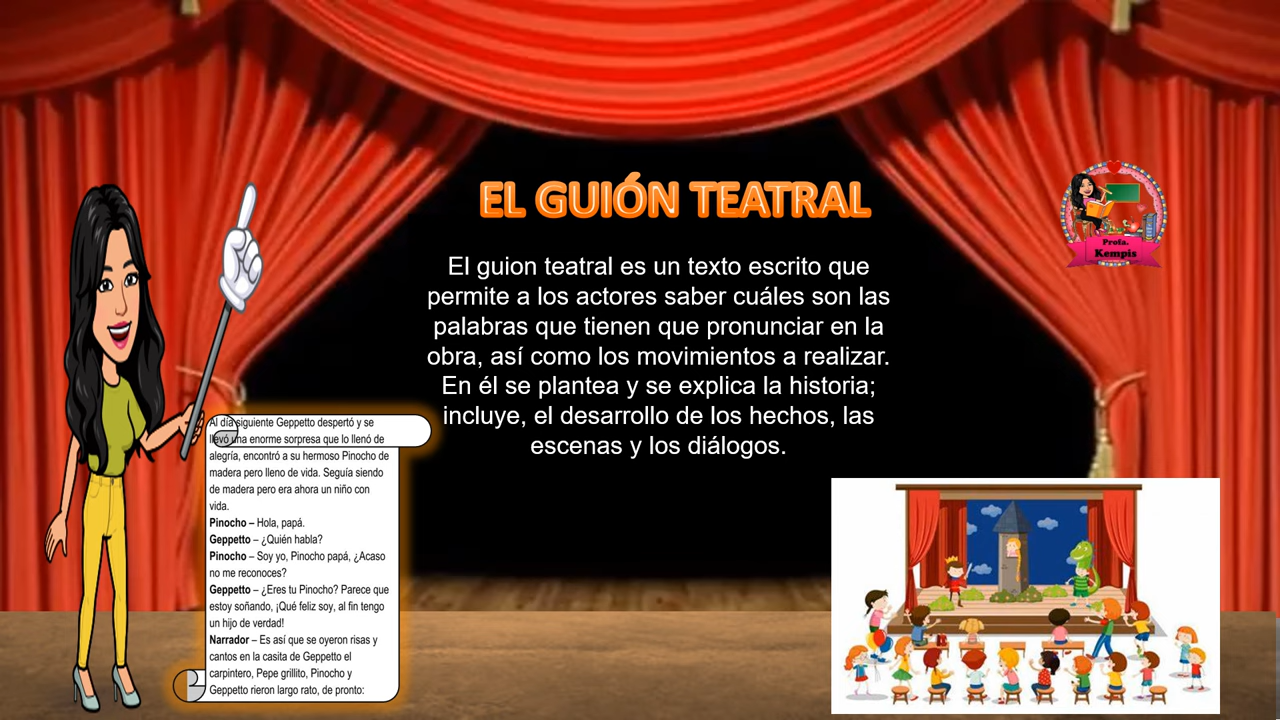 EL GUIÓN TEATRAL
El guion teatral es un texto escrito que
permite a los actores saber cuáles son las
palabras que tienen que pronunciar en la
obra, así como los movimientos a realizar.
En él se plantea y se explica la historia;
incluye, el desarrollo de los hechos, las
escenas y los diálogos.
Profa.
Kempis
Al día siguiente Geppetto despertó y se
llevó una enorme sorpresa que lo llenó de
alegría, encontró a su hermoso Pinocho de
madera pero lleno de vida. Seguía siendo
de madera pero era ahora un niño con
vida.
Pinocho – Hola, papá.
Geppetto – ¿Quién habla?
Pinocho – Soy yo, Pinocho papá, ¿Acaso
no me reconoces?
Geppetto – ¿Eres tu Pinocho? Parece que
estoy soñando, ¡Qué feliz soy, al fin tengo
un hijo de verdad!
Narrador – Es así que se oyeron risas y
cantos en la casita de Geppetto el
carpintero, Pepe grillito, Pinocho y
Geppetto rieron largo rato, de pronto: